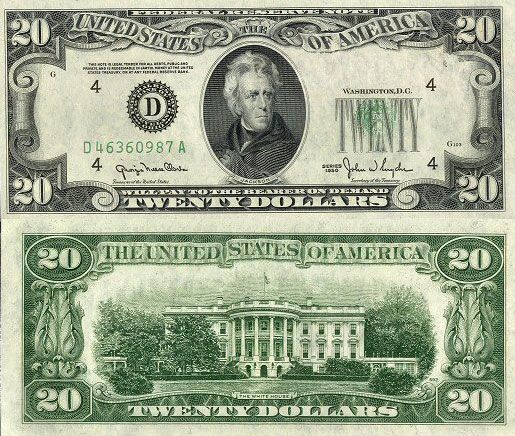 FEDERAL RESERVE NOTE
20 THE UNITED STATES OF AMERICA 20
THIS NOTE IS LEGAL TENDER FOR ALL DEBTS, PUBLIC AND
PRIVATE, AND IS REDEEMABLE IN LAWFUL MONEY AT THE UNITED
STATES TREASURY, OR AT ANY FEDERAL RESERVE BANK.
G
4
WASHINGTON, D.C.
4
D
D 46360987 A
G103
4
4
JACKSON
SERIES
1950
Treasurer of the United States.
Secretary of the Treasury.
WILL PAY TO THE BEARER ON DEMAND
20 TWENTY DOLLARS 20
20 THE UNITED STATES OF AMERICA 20
THE WHITE HOUSE
20 TWENTY DOLLARS 20